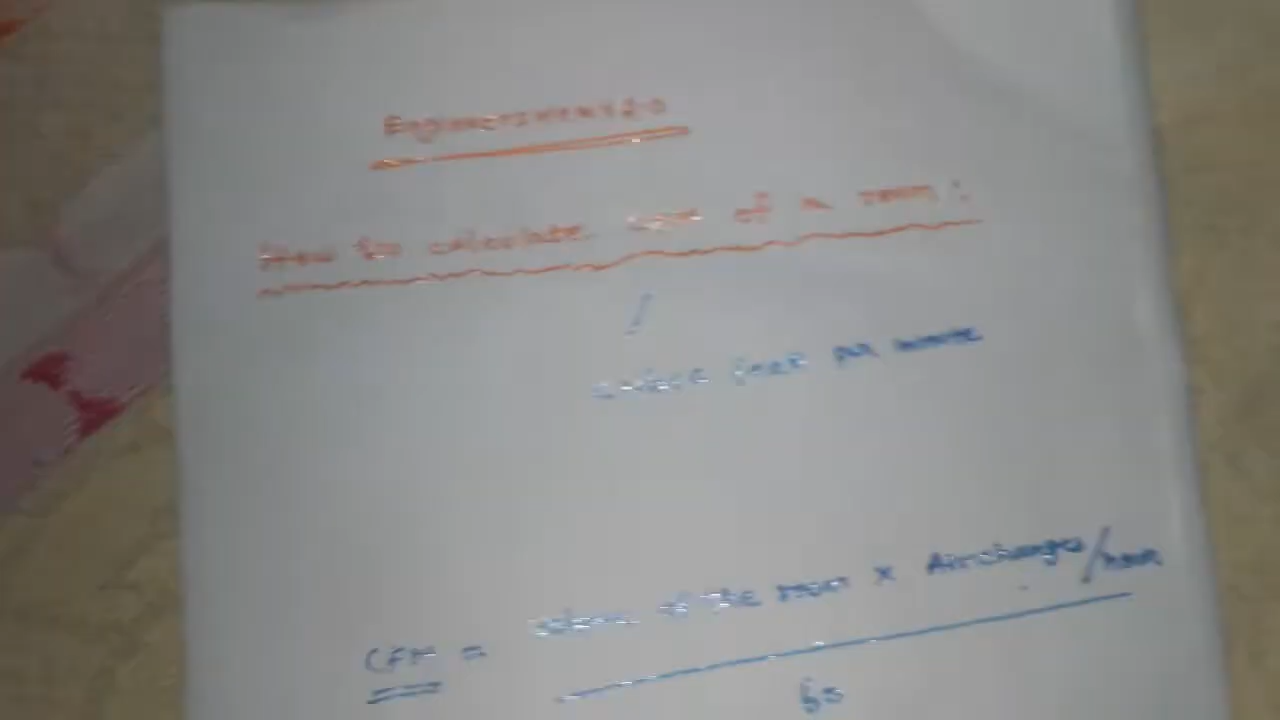 How to calculate CFM of a room :
cubic feet per minute
CFM = volume of the room x Airchanges/hour
60